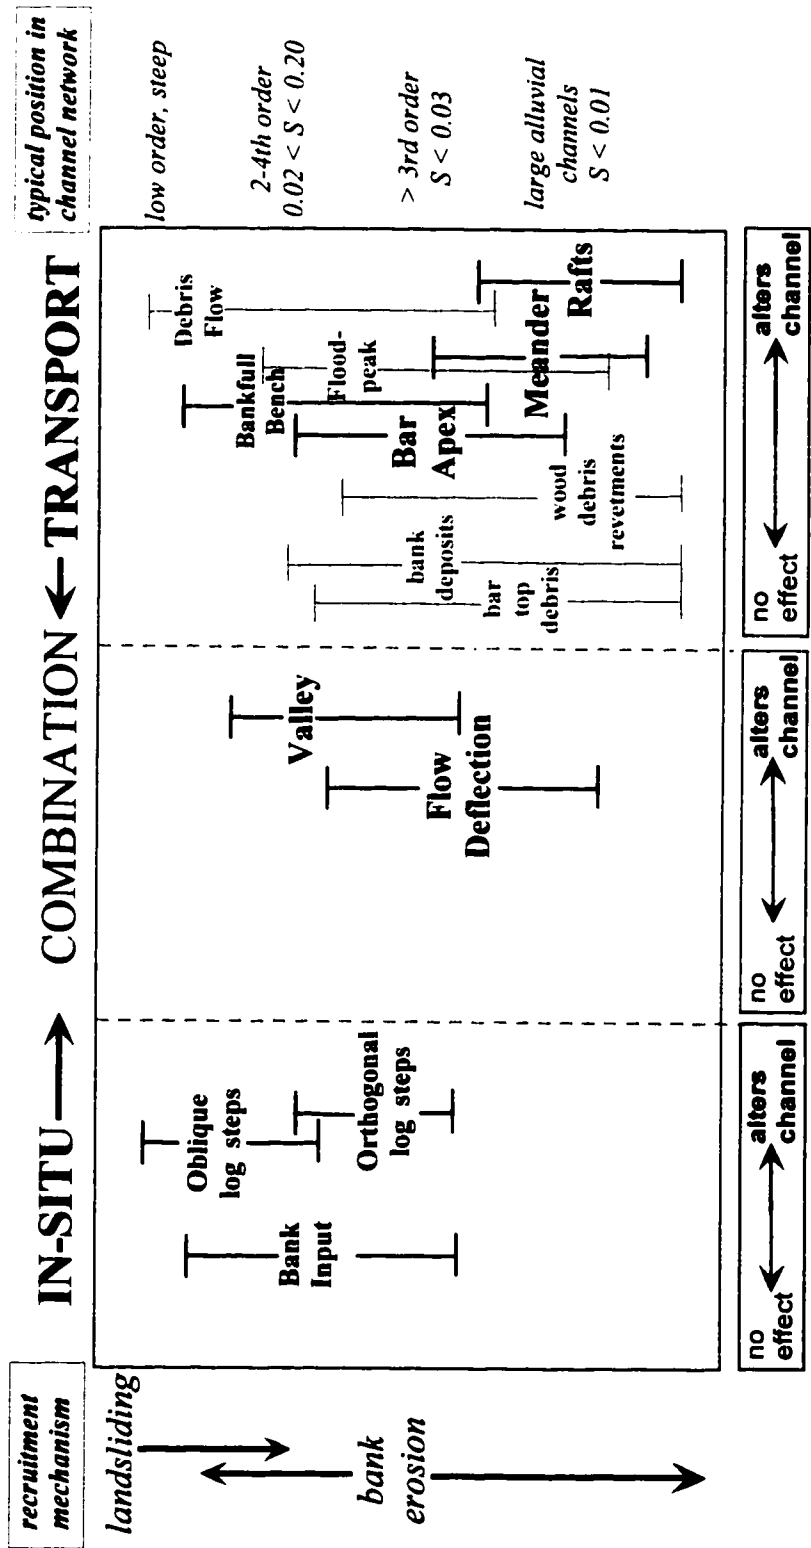 recruitment
mechanism
IN-SITU
COMBINATION
TRANSPORT
typical position in
channel network
landsliding
bank
erosion
Bank
Input
Oblique
log steps
Orthogonal
log steps
Valley
Flow
Deflection
bar
top
debris
bank
deposits
wood
debris
revetments
Bar
Apex
Bankfull
Bench
Flood-
peak
Meander
Debris
Flow
Rafts
low order, steep
2-4th order
0.02 < S < 0.20
> 3rd order
S < 0.03
large alluvial
channels
S < 0.01
no
effect
alters
channel
no
effect
alters
channel
no
effect
alters
channel